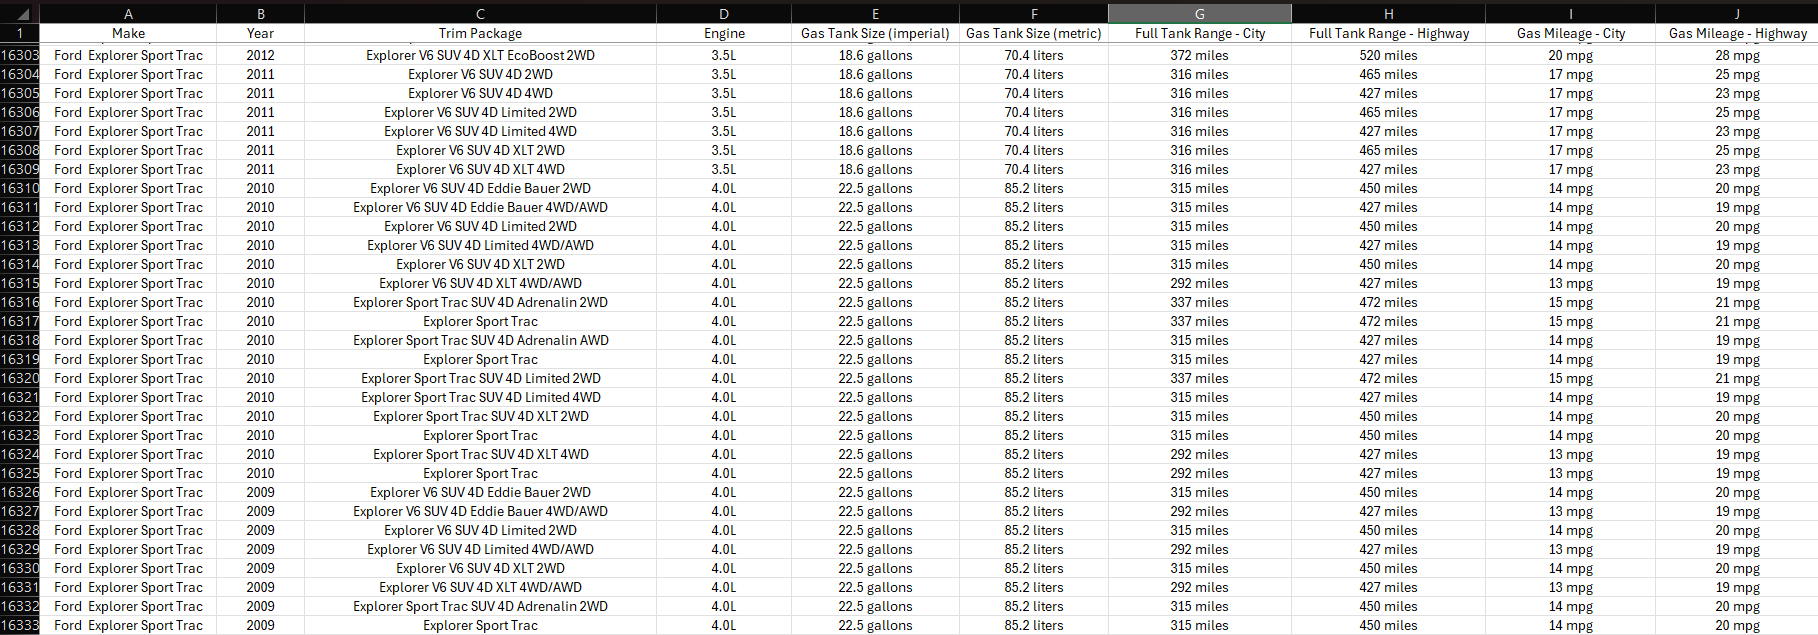 A B C D E F G H I J
1 Make Year Trim Package Engine Gas Tank Size (imperial) Gas Tank Size (metric) Full Tank Range - City Full Tank Range - Highway Gas Mileage - City Gas Mileage - Highway
16303 Ford Explorer Sport Trac 2012 Explorer V6 SUV 4D XLT EcoBoost 2WD 3.5L 18.6 gallons 70.4 liters 372 miles 520 miles 20 mpg 28 mpg
16304 Ford Explorer Sport Trac 2011 Explorer V6 SUV 4D 2WD 3.5L 18.6 gallons 70.4 liters 316 miles 465 miles 17 mpg 25 mpg
16305 Ford Explorer Sport Trac 2011 Explorer V6 SUV 4D 4WD 3.5L 18.6 gallons 70.4 liters 316 miles 427 miles 17 mpg 23 mpg
16306 Ford Explorer Sport Trac 2011 Explorer V6 SUV 4D Limited 2WD 3.5L 18.6 gallons 70.4 liters 316 miles 465 miles 17 mpg 25 mpg
16307 Ford Explorer Sport Trac 2011 Explorer V6 SUV 4D Limited 4WD 3.5L 18.6 gallons 70.4 liters 316 miles 427 miles 17 mpg 23 mpg
16308 Ford Explorer Sport Trac 2011 Explorer V6 SUV 4D XLT 2WD 3.5L 18.6 gallons 70.4 liters 316 miles 465 miles 17 mpg 25 mpg
16309 Ford Explorer Sport Trac 2011 Explorer V6 SUV 4D XLT 4WD 3.5L 18.6 gallons 70.4 liters 316 miles 427 miles 17 mpg 23 mpg
16310 Ford Explorer Sport Trac 2010 Explorer V6 SUV 4D Eddie Bauer 2WD 4.0L 22.5 gallons 85.2 liters 315 miles 450 miles 14 mpg 20 mpg
16311 Ford Explorer Sport Trac 2010 Explorer V6 SUV 4D Eddie Bauer 4WD/AWD 4.0L 22.5 gallons 85.2 liters 315 miles 427 miles 14 mpg 19 mpg
16312 Ford Explorer Sport Trac 2010 Explorer V6 SUV 4D Limited 2WD 4.0L 22.5 gallons 85.2 liters 315 miles 450 miles 14 mpg 20 mpg
16313 Ford Explorer Sport Trac 2010 Explorer V6 SUV 4D Limited 4WD/AWD 4.0L 22.5 gallons 85.2 liters 315 miles 427 miles 14 mpg 19 mpg
16314 Ford Explorer Sport Trac 2010 Explorer V6 SUV 4D XLT 2WD 4.0L 22.5 gallons 85.2 liters 315 miles 450 miles 14 mpg 20 mpg
16315 Ford Explorer Sport Trac 2010 Explorer V6 SUV 4D XLT 4WD/AWD 4.0L 22.5 gallons 85.2 liters 292 miles 427 miles 13 mpg 19 mpg
16316 Ford Explorer Sport Trac 2010 Explorer Sport Trac SUV 4D Adrenalin 2WD 4.0L 22.5 gallons 85.2 liters 337 miles 472 miles 15 mpg 21 mpg
16317 Ford Explorer Sport Trac 2010 Explorer Sport Trac 4.0L 22.5 gallons 85.2 liters 337 miles 472 miles 15 mpg 21 mpg
16318 Ford Explorer Sport Trac 2010 Explorer Sport Trac SUV 4D Adrenalin AWD 4.0L 22.5 gallons 85.2 liters 315 miles 427 miles 14 mpg 19 mpg
16319 Ford Explorer Sport Trac 2010 Explorer Sport Trac 4.0L 22.5 gallons 85.2 liters 315 miles 427 miles 14 mpg 19 mpg
16320 Ford Explorer Sport Trac 2010 Explorer Sport Trac SUV 4D Limited 2WD 4.0L 22.5 gallons 85.2 liters 337 miles 472 miles 15 mpg 21 mpg
16321 Ford Explorer Sport Trac 2010 Explorer Sport Trac SUV 4D Limited 4WD 4.0L 22.5 gallons 85.2 liters 315 miles 427 miles 14 mpg 19 mpg
16322 Ford Explorer Sport Trac 2010 Explorer Sport Trac SUV 4D XLT 2WD 4.0L 22.5 gallons 85.2 liters 315 miles 450 miles 14 mpg 20 mpg
16323 Ford Explorer Sport Trac 2010 Explorer Sport Trac 4.0L 22.5 gallons 85.2 liters 315 miles 450 miles 14 mpg 20 mpg
16324 Ford Explorer Sport Trac 2010 Explorer Sport Trac SUV 4D XLT 4WD 4.0L 22.5 gallons 85.2 liters 292 miles 427 miles 13 mpg 19 mpg
16325 Ford Explorer Sport Trac 2010 Explorer Sport Trac 4.0L 22.5 gallons 85.2 liters 292 miles 427 miles 13 mpg 19 mpg
16326 Ford Explorer Sport Trac 2009 Explorer V6 SUV 4D Eddie Bauer 2WD 4.0L 22.5 gallons 85.2 liters 315 miles 450 miles 14 mpg 20 mpg
16327 Ford Explorer Sport Trac 2009 Explorer V6 SUV 4D Eddie Bauer 4WD/AWD 4.0L 22.5 gallons 85.2 liters 292 miles 427 miles 13 mpg 19 mpg
16328 Ford Explorer Sport Trac 2009 Explorer V6 SUV 4D Limited 2WD 4.0L 22.5 gallons 85.2 liters 315 miles 450 miles 14 mpg 20 mpg
16329 Ford Explorer Sport Trac 2009 Explorer V6 SUV 4D Limited 4WD/AWD 4.0L 22.5 gallons 85.2 liters 292 miles 427 miles 13 mpg 19 mpg
16330 Ford Explorer Sport Trac 2009 Explorer V6 SUV 4D XLT 2WD 4.0L 22.5 gallons 85.2 liters 315 miles 450 miles 14 mpg 20 mpg
16331 Ford Explorer Sport Trac 2009 Explorer V6 SUV 4D XLT 4WD/AWD 4.0L 22.5 gallons 85.2 liters 292 miles 427 miles 13 mpg 19 mpg
16332 Ford Explorer Sport Trac 2009 Explorer Sport Trac SUV 4D Adrenalin 2WD 4.0L 22.5 gallons 85.2 liters 315 miles 450 miles 14 mpg 20 mpg
16333 Ford Explorer Sport Trac 2009 Explorer Sport Trac 4.0L 22.5 gallons 85.2 liters 315 miles 450 miles 14 mpg 20 mpg